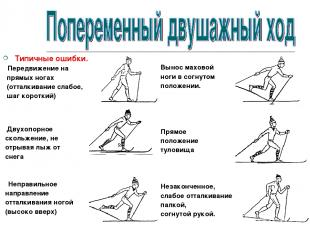 Попеременный двушажный ход
Типичные ошибки.
Передвижение на
прямых ногах
(отталкивание слабое,
шаг короткий)
Вынос маховой
ноги в согнутом
положении.
Двухопорное
скольжение, не
отрывая лыж от
снега
Прямое
положение
туловища
Неправильное
направление
отталкивания ногой
(высоко вверх)
Незаконченное,
слабое отталкивание
палкой,
согнутой рукой.